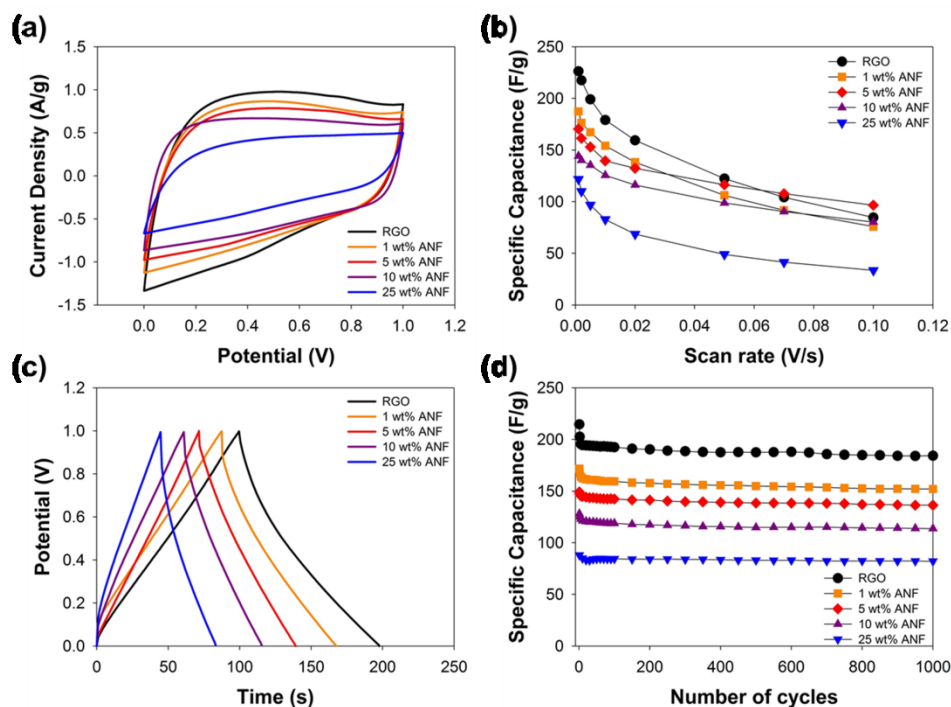 (a)
Current Density (A/g)
1.5
1.0
0.5
0.0
-0.5
-1.0
-1.5
RGO
1 wt% ANF
5 wt% ANF
10 wt% ANF
25 wt% ANF
0.0 0.2 0.4 0.6 0.8 1.0 1.2
Potential (V)
(b)
Specific Capacitance (F/g)
250
200
150
100
50
0
RGO
1 wt% ANF
5 wt% ANF
10 wt% ANF
25 wt% ANF
0.00 0.02 0.04 0.06 0.08 0.10 0.12
Scan rate (V/s)
(c)
Potential (V)
1.2
1.0
0.8
0.6
0.4
0.2
0.0
RGO
1 wt% ANF
5 wt% ANF
10 wt% ANF
25 wt% ANF
0 50 100 150 200 250
Time (s)
(d)
Specific Capacitance (F/g)
250
200
150
100
50
0
RGO
1 wt% ANF
5 wt% ANF
10 wt% ANF
25 wt% ANF
0 200 400 600 800 1000
Number of cycles